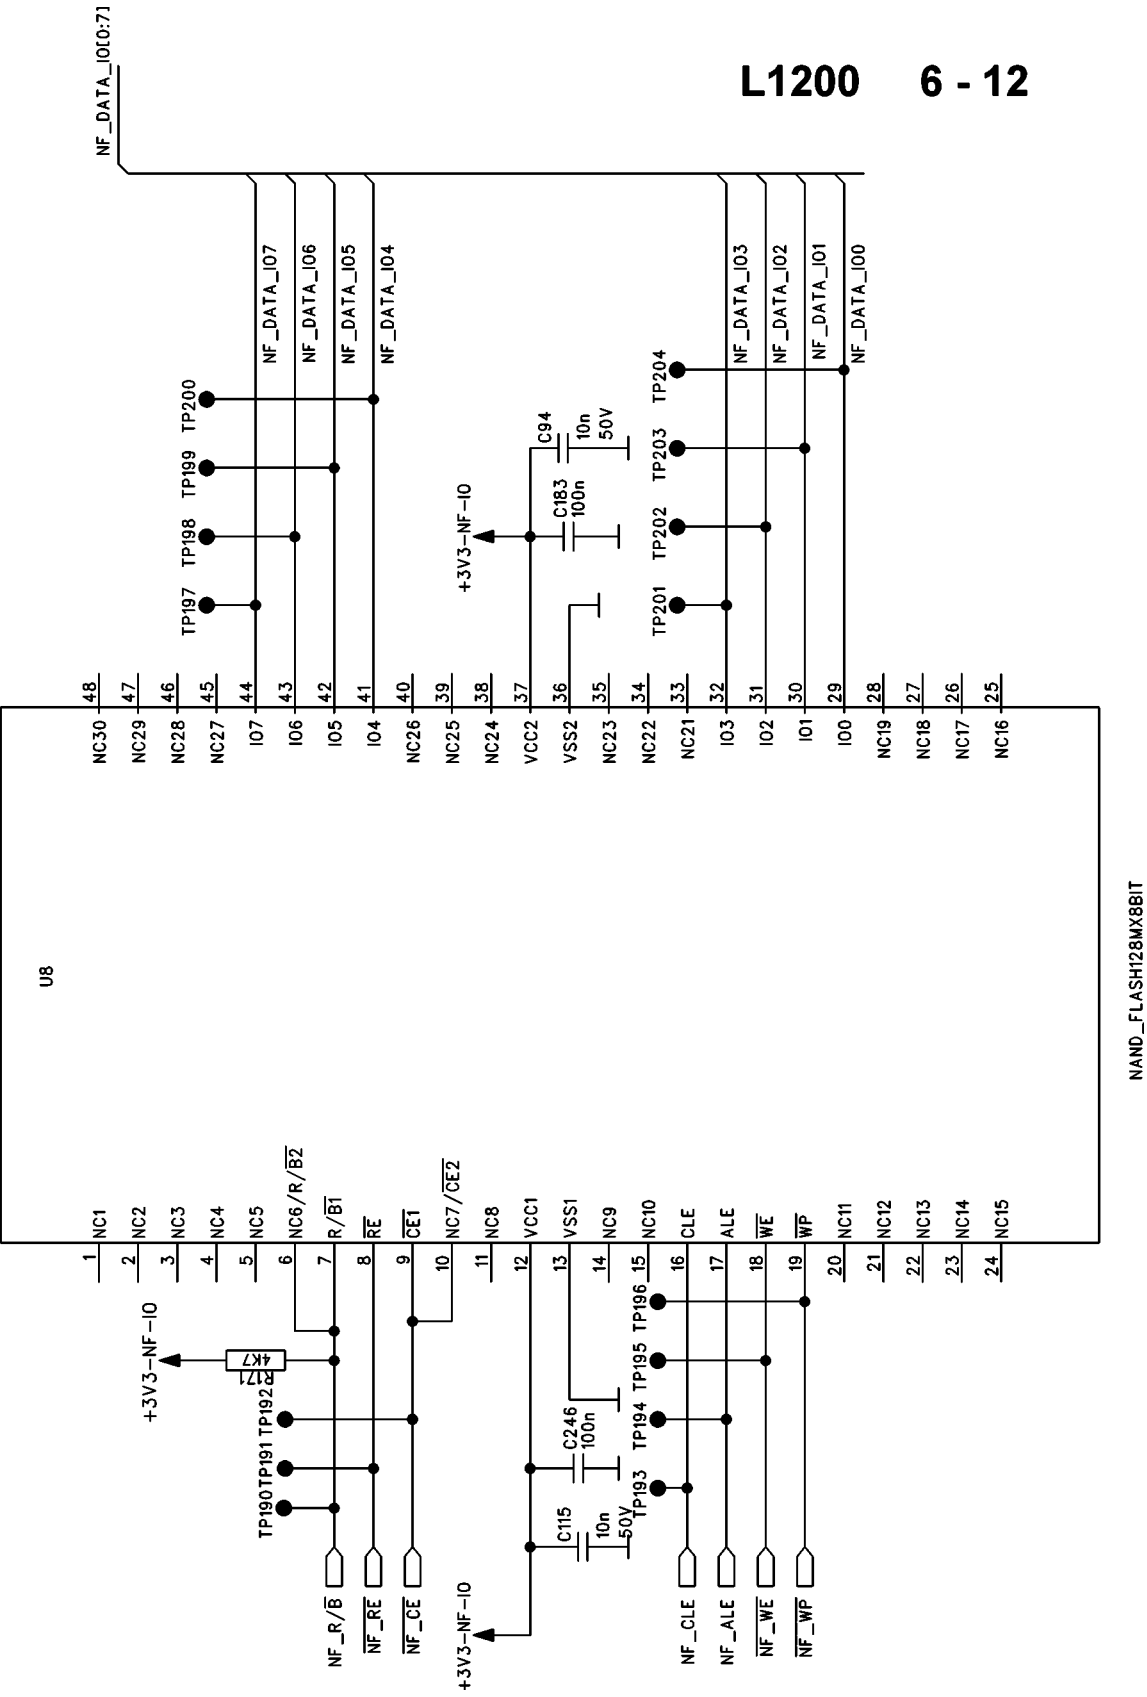 L1200 6 - 12
NF_DATA_IO[0:7]
NF_DATA_IO7
NF_DATA_IO6
NF_DATA_IO5
NF_DATA_IO4
NF_DATA_IO3
NF_DATA_IO2
NF_DATA_IO1
NF_DATA_IO0
TP200
TP199
TP198
TP197
C94
10n
50V
C183
100n
+3V3-NF-IO
TP204
TP203
TP202
TP201
48
47
46
45
44
43
42
41
40
39
38
37
36
35
34
33
32
31
30
29
28
27
26
25
NC30
NC29
NC28
NC27
IO7
IO6
IO5
IO4
NC26
NC25
NC24
VCC2
VSS2
NC23
NC22
NC21
IO3
IO2
IO1
IO0
NC19
NC18
NC17
NC16
U8
NAND_FLASH128MX8BIT
NC1
NC2
NC3
NC4
NC5
NC6/R/B2
R/B1
RE
CE1
NC7/CE2
NC8
VCC1
VSS1
NC9
NC10
CLE
ALE
WE
WP
NC11
NC12
NC13
NC14
NC15
1
2
3
4
5
6
7
8
9
10
11
12
13
14
15
16
17
18
19
20
21
22
23
24
+3V3-NF-IO
4K7
R171
TP192
TP191
TP190
C246
100n
C115
10n
50V
TP196
TP195
TP194
TP193
NF_R/B
NF_RE
NF_CE
+3V3-NF-IO
NF_CLE
NF_ALE
NF_WE
NF_WP